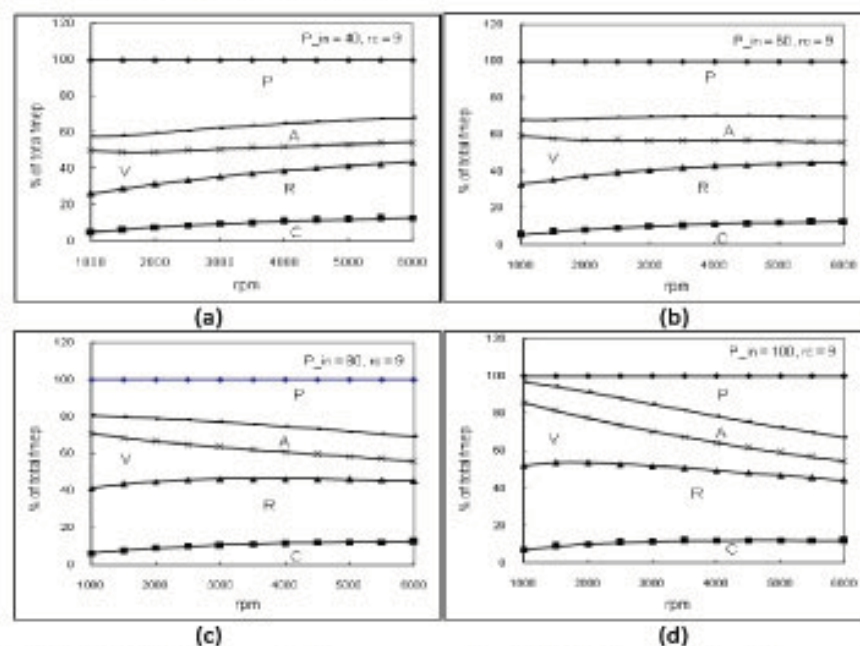 120
100
80
60
40
20
0
% of total fmep
P_in = 40, rc = 9
P
A
V
R
C
1000 2000 3000 4000 5000 6000
rpm
(a)
120
100
80
60
40
20
0
% of total fmep
P_in = 60, rc = 9
P
A
V
R
C
1000 2000 3000 4000 5000 6000
rpm
(b)
120
100
80
60
40
20
0
% of total fmep
P_in = 80, rc = 9
P
A
V
R
C
1000 2000 3000 4000 5000 6000
rpm
(c)
120
100
80
60
40
20
0
% of total fmep
P_in = 100, rc = 9
P
A
V
R
C
1000 2000 3000 4000 5000 6000
rpm
(d)